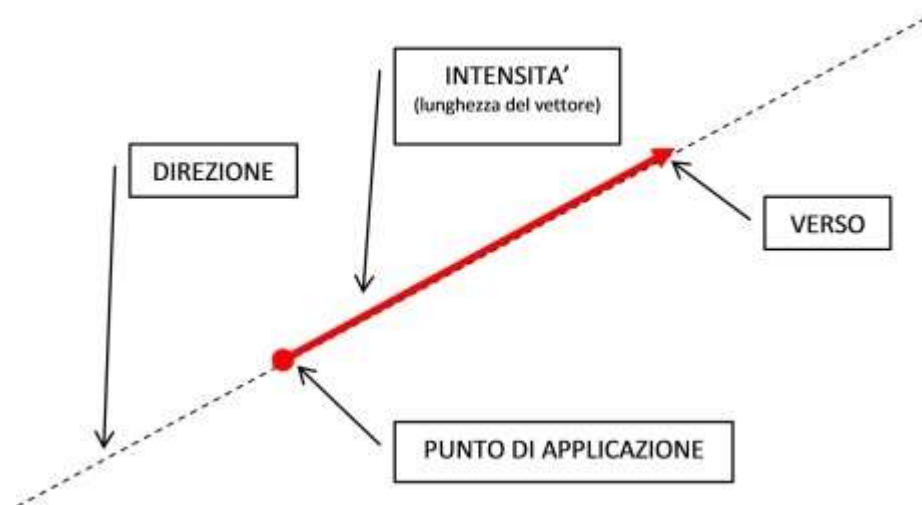 INTENSITA’
(lunghezza del vettore)
DIREZIONE
VERSO
PUNTO DI APPLICAZIONE